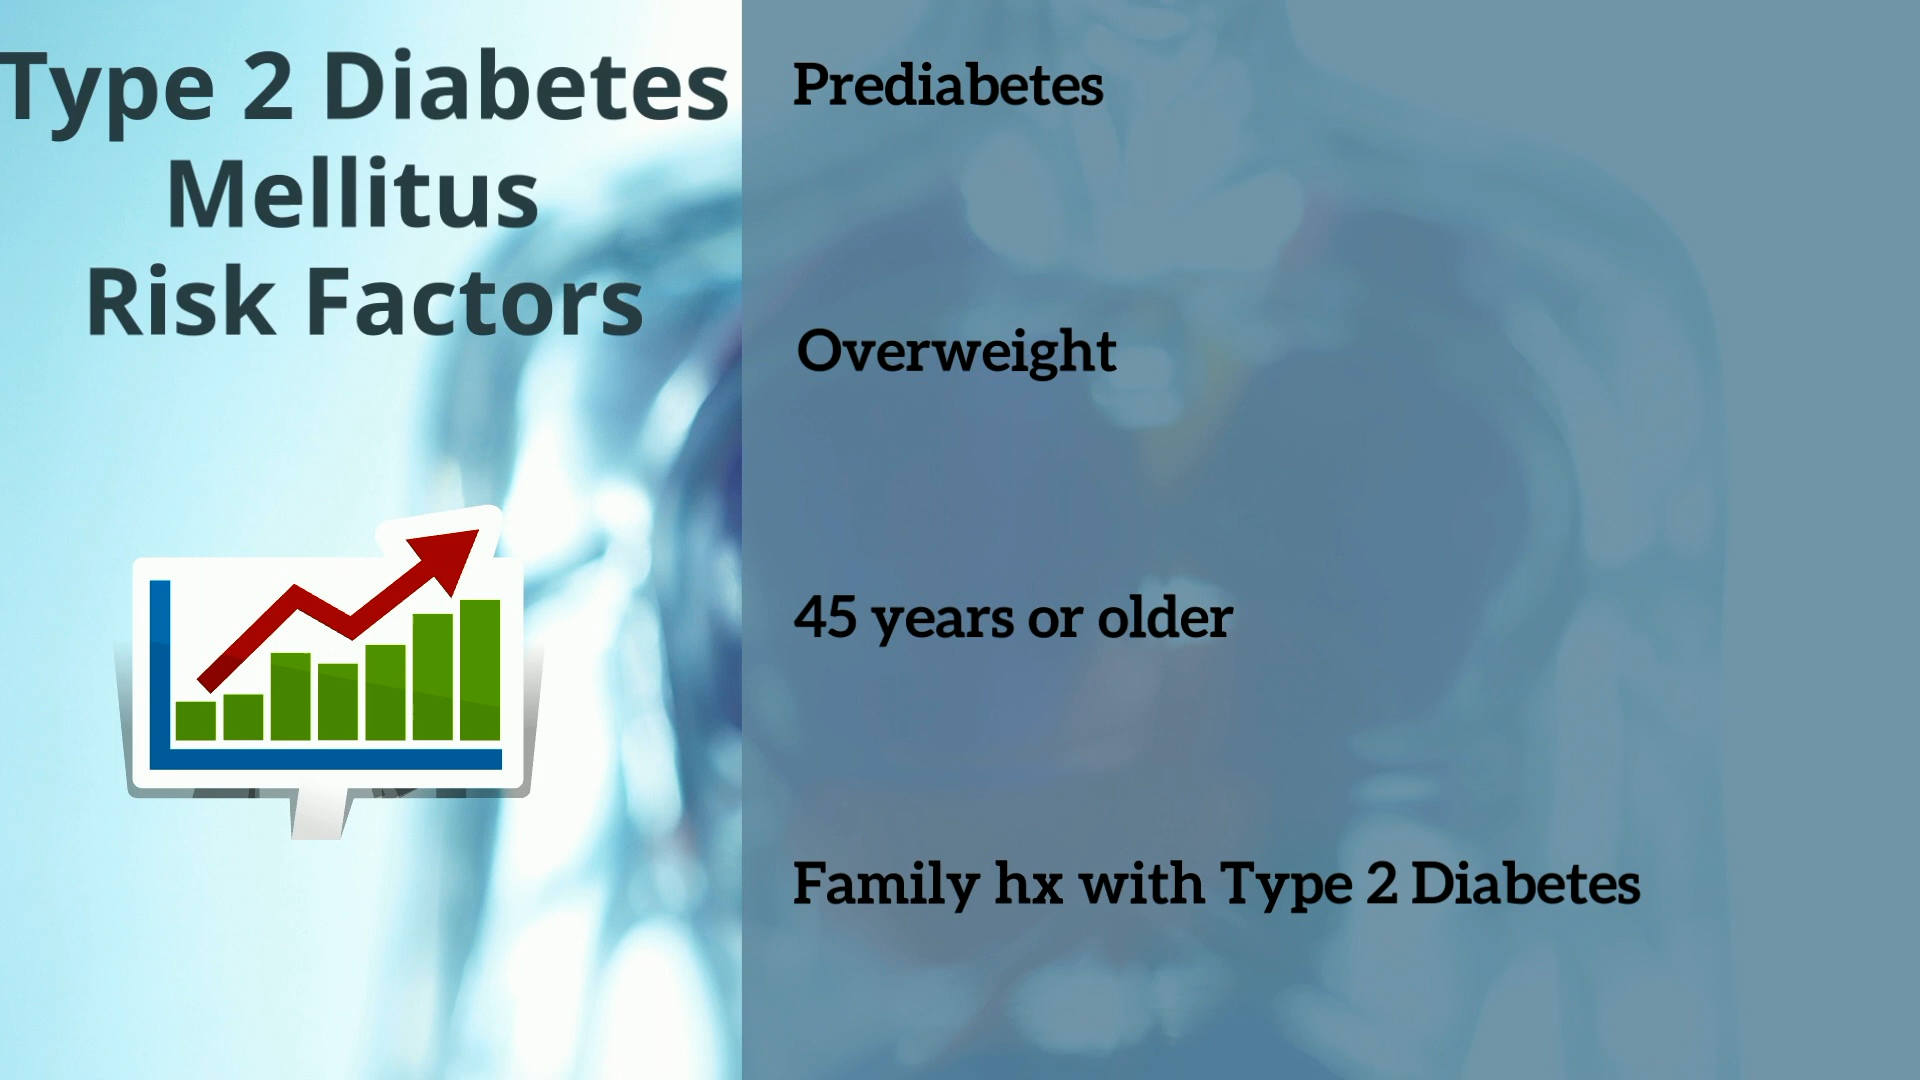 Type 2 Diabetes
Mellitus
Risk Factors
Prediabetes
Overweight
45 years or older
Family hx with Type 2 Diabetes